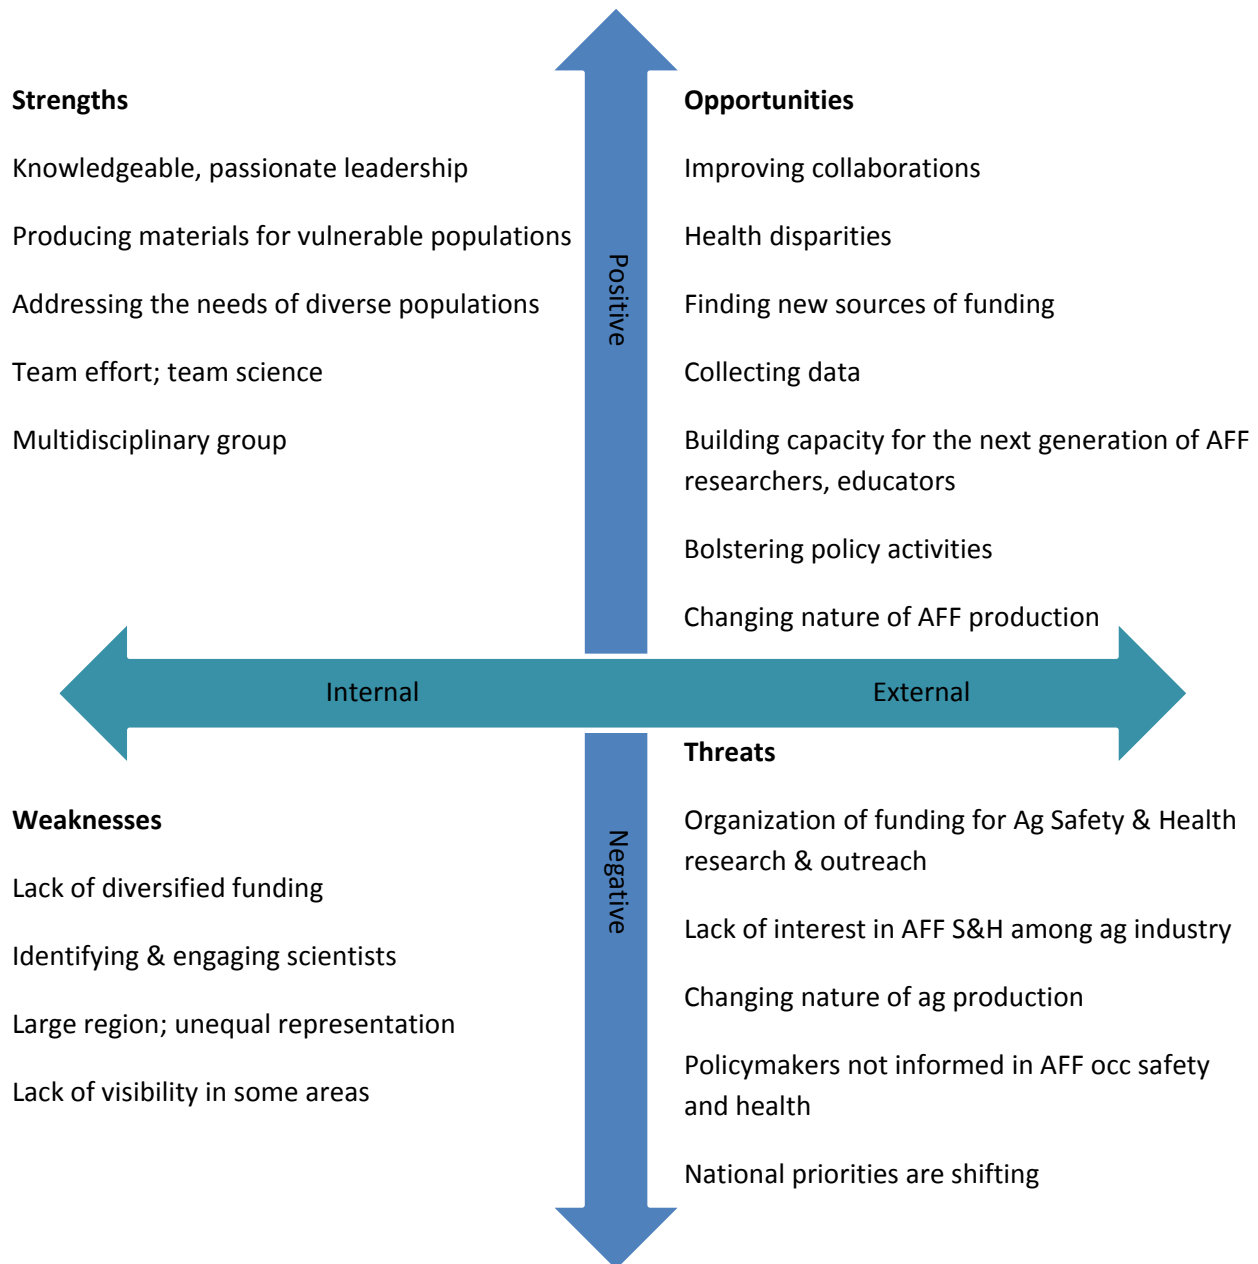 Strengths
Knowledgeable, passionate leadership
Producing materials for vulnerable populations
Addressing the needs of diverse populations
Team effort; team science
Multidisciplinary group
Positive
Opportunities
Improving collaborations
Health disparities
Finding new sources of funding
Collecting data
Building capacity for the next generation of AFF
researchers, educators
Bolstering policy activities
Changing nature of AFF production
Internal
External
Weaknesses
Lack of diversified funding
Identifying & engaging scientists
Large region; unequal representation
Lack of visibility in some areas
Negative
Threats
Organization of funding for Ag Safety & Health
research & outreach
Lack of interest in AFF S&H among ag industry
Changing nature of ag production
Policymakers not informed in AFF occ safety
and health
National priorities are shifting